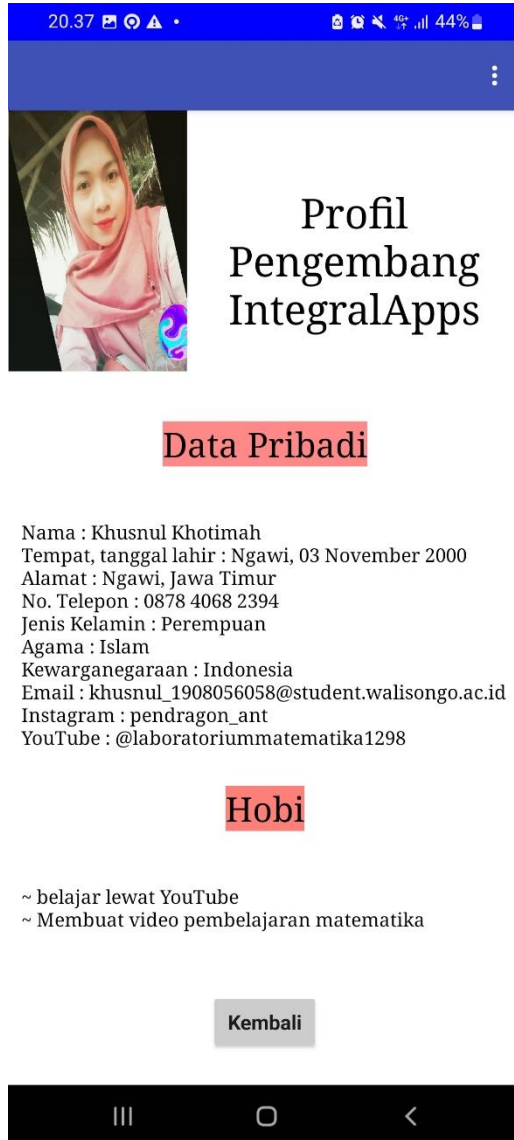 20.37
4G+
44%
Profil
Pengembang
IntegralApps
Data Pribadi
Nama : Khusnul Khotimah
Tempat, tanggal lahir : Ngawi, 03 November 2000
Alamat : Ngawi, Jawa Timur
No. Telepon : 0878 4068 2394
Jenis Kelamin : Perempuan
Agama : Islam
Kewarganegaraan : Indonesia
Email : khusnul_1908056058@student.walisongo.ac.id
Instagram : pendragon_ant
YouTube : @laboratoriummatematika1298
Hobi
~ belajar lewat YouTube
~ Membuat video pembelajaran matematika
Kembali